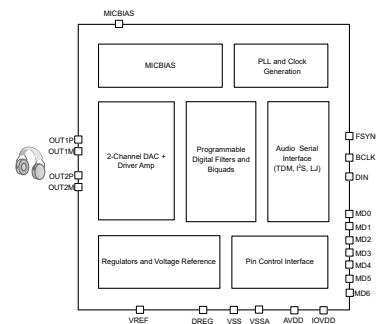 MICBIAS
MICBIAS
PLL and Clock
Generation
OUT1P
OUT1M
OUT2P
OUT2M
2-Channel DAC +
Driver Amp
Programmable
Digital Filters and
Biquads
Audio Serial
Interface
(TDM, I²S, LJ)
FSYN
BCLK
DIN
MD0
MD1
MD2
MD3
MD4
MD5
MD6
Regulators and Voltage Reference
Pin Control Interface
VREF
DREG
VSS
VSSA
AVDD
IOVDD